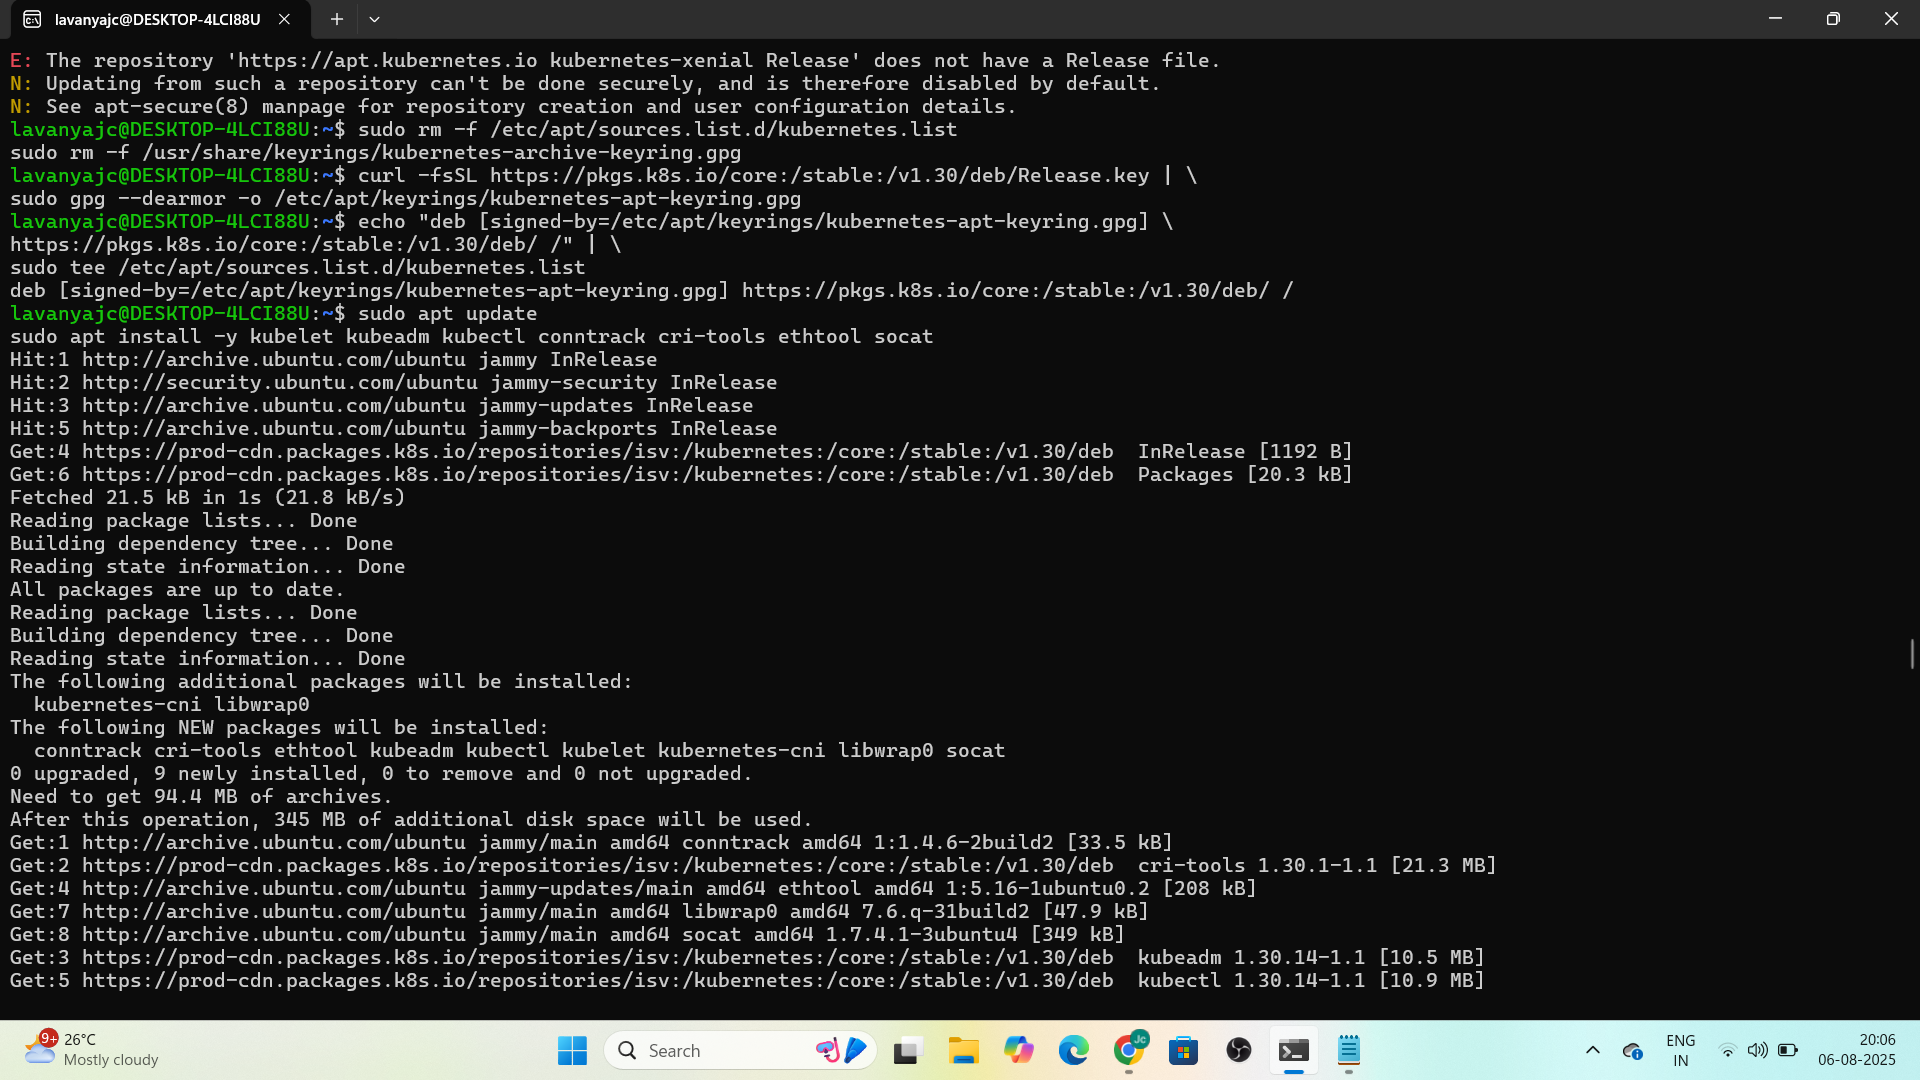 lavanyajc@DESKTOP-4LCI88U
E: The repository 'https://apt.kubernetes.io kubernetes-xenial Release' does not have a Release file.
N: Updating from such a repository can't be done securely, and is therefore disabled by default.
N: See apt-secure(8) manpage for repository creation and user configuration details.
lavanyajc@DESKTOP-4LCI88U:~$ sudo rm -f /etc/apt/sources.list.d/kubernetes.list
sudo rm -f /usr/share/keyrings/kubernetes-archive-keyring.gpg
lavanyajc@DESKTOP-4LCI88U:~$ curl -fsSL https://pkgs.k8s.io/core:/stable:/v1.30/deb/Release.key | \
sudo gpg --dearmor -o /etc/apt/keyrings/kubernetes-apt-keyring.gpg
lavanyajc@DESKTOP-4LCI88U:~$ echo "deb [signed-by=/etc/apt/keyrings/kubernetes-apt-keyring.gpg] \
https://pkgs.k8s.io/core:/stable:/v1.30/deb/ /" | \
sudo tee /etc/apt/sources.list.d/kubernetes.list
deb [signed-by=/etc/apt/keyrings/kubernetes-apt-keyring.gpg] https://pkgs.k8s.io/core:/stable:/v1.30/deb/ /
lavanyajc@DESKTOP-4LCI88U:~$ sudo apt update
sudo apt install -y kubelet kubeadm kubectl conntrack cri-tools ethtool socat
Hit:1 http://archive.ubuntu.com/ubuntu jammy InRelease
Hit:2 http://security.ubuntu.com/ubuntu jammy-security InRelease
Hit:3 http://archive.ubuntu.com/ubuntu jammy-updates InRelease
Hit:5 http://archive.ubuntu.com/ubuntu jammy-backports InRelease
Get:4 https://prod-cdn.packages.k8s.io/repositories/isv:/kubernetes:/core:/stable:/v1.30/deb  InRelease [1192 B]
Get:6 https://prod-cdn.packages.k8s.io/repositories/isv:/kubernetes:/core:/stable:/v1.30/deb  Packages [20.3 kB]
Fetched 21.5 kB in 1s (21.8 kB/s)
Reading package lists... Done
Building dependency tree... Done
Reading state information... Done
All packages are up to date.
Reading package lists... Done
Building dependency tree... Done
Reading state information... Done
The following additional packages will be installed:
  kubernetes-cni libwrap0
The following NEW packages will be installed:
  conntrack cri-tools ethtool kubeadm kubectl kubelet kubernetes-cni libwrap0 socat
0 upgraded, 9 newly installed, 0 to remove and 0 not upgraded.
Need to get 94.4 MB of archives.
After this operation, 345 MB of additional disk space will be used.
Get:1 http://archive.ubuntu.com/ubuntu jammy/main amd64 conntrack amd64 1:1.4.6-2build2 [33.5 kB]
Get:2 https://prod-cdn.packages.k8s.io/repositories/isv:/kubernetes:/core:/stable:/v1.30/deb  cri-tools 1.30.1-1.1 [21.3 MB]
Get:4 http://archive.ubuntu.com/ubuntu jammy-updates/main amd64 ethtool amd64 1:5.16-1ubuntu0.2 [208 kB]
Get:7 http://archive.ubuntu.com/ubuntu jammy/main amd64 libwrap0 amd64 7.6.q-31build2 [47.9 kB]
Get:8 http://archive.ubuntu.com/ubuntu jammy/main amd64 socat amd64 1.7.4.1-3ubuntu4 [349 kB]
Get:3 https://prod-cdn.packages.k8s.io/repositories/isv:/kubernetes:/core:/stable:/v1.30/deb  kubeadm 1.30.14-1.1 [10.5 MB]
Get:5 https://prod-cdn.packages.k8s.io/repositories/isv:/kubernetes:/core:/stable:/v1.30/deb  kubectl 1.30.14-1.1 [10.9 MB]
9+ 26°C
Mostly cloudy
Search
Jc
ENG
IN
20:06
06-08-2025